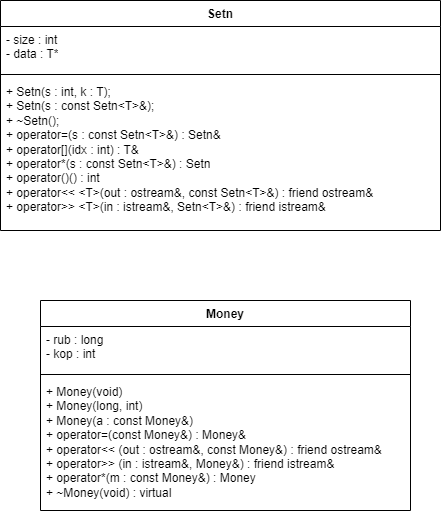 Setn
- size : int
- data : T*
+ Setn(s : int, k : T);
+ Setn(s : const Setn<T>&);
+ ~Setn();
+ operator=(s : const Setn<T>&) : Setn&
+ operator[](idx : int) : T&
+ operator*(s : const Setn<T>&) : Setn
+ operator()() : int
+ operator<< <T>(out : ostream&, const Setn<T>&) : friend ostream&
+ operator>> <T>(in : istream&, Setn<T>&) : friend istream&
Money
- rub : long
- kop : int
+ Money(void)
+ Money(long, int)
+ Money(a : const Money&)
+ operator=(const Money&) : Money&
+ operator<< (out : ostream&, const Money&) : friend ostream&
+ operator>> (in : istream&, Money&) : friend istream&
+ operator*(m : const Money&) : Money
+ ~Money(void) : virtual